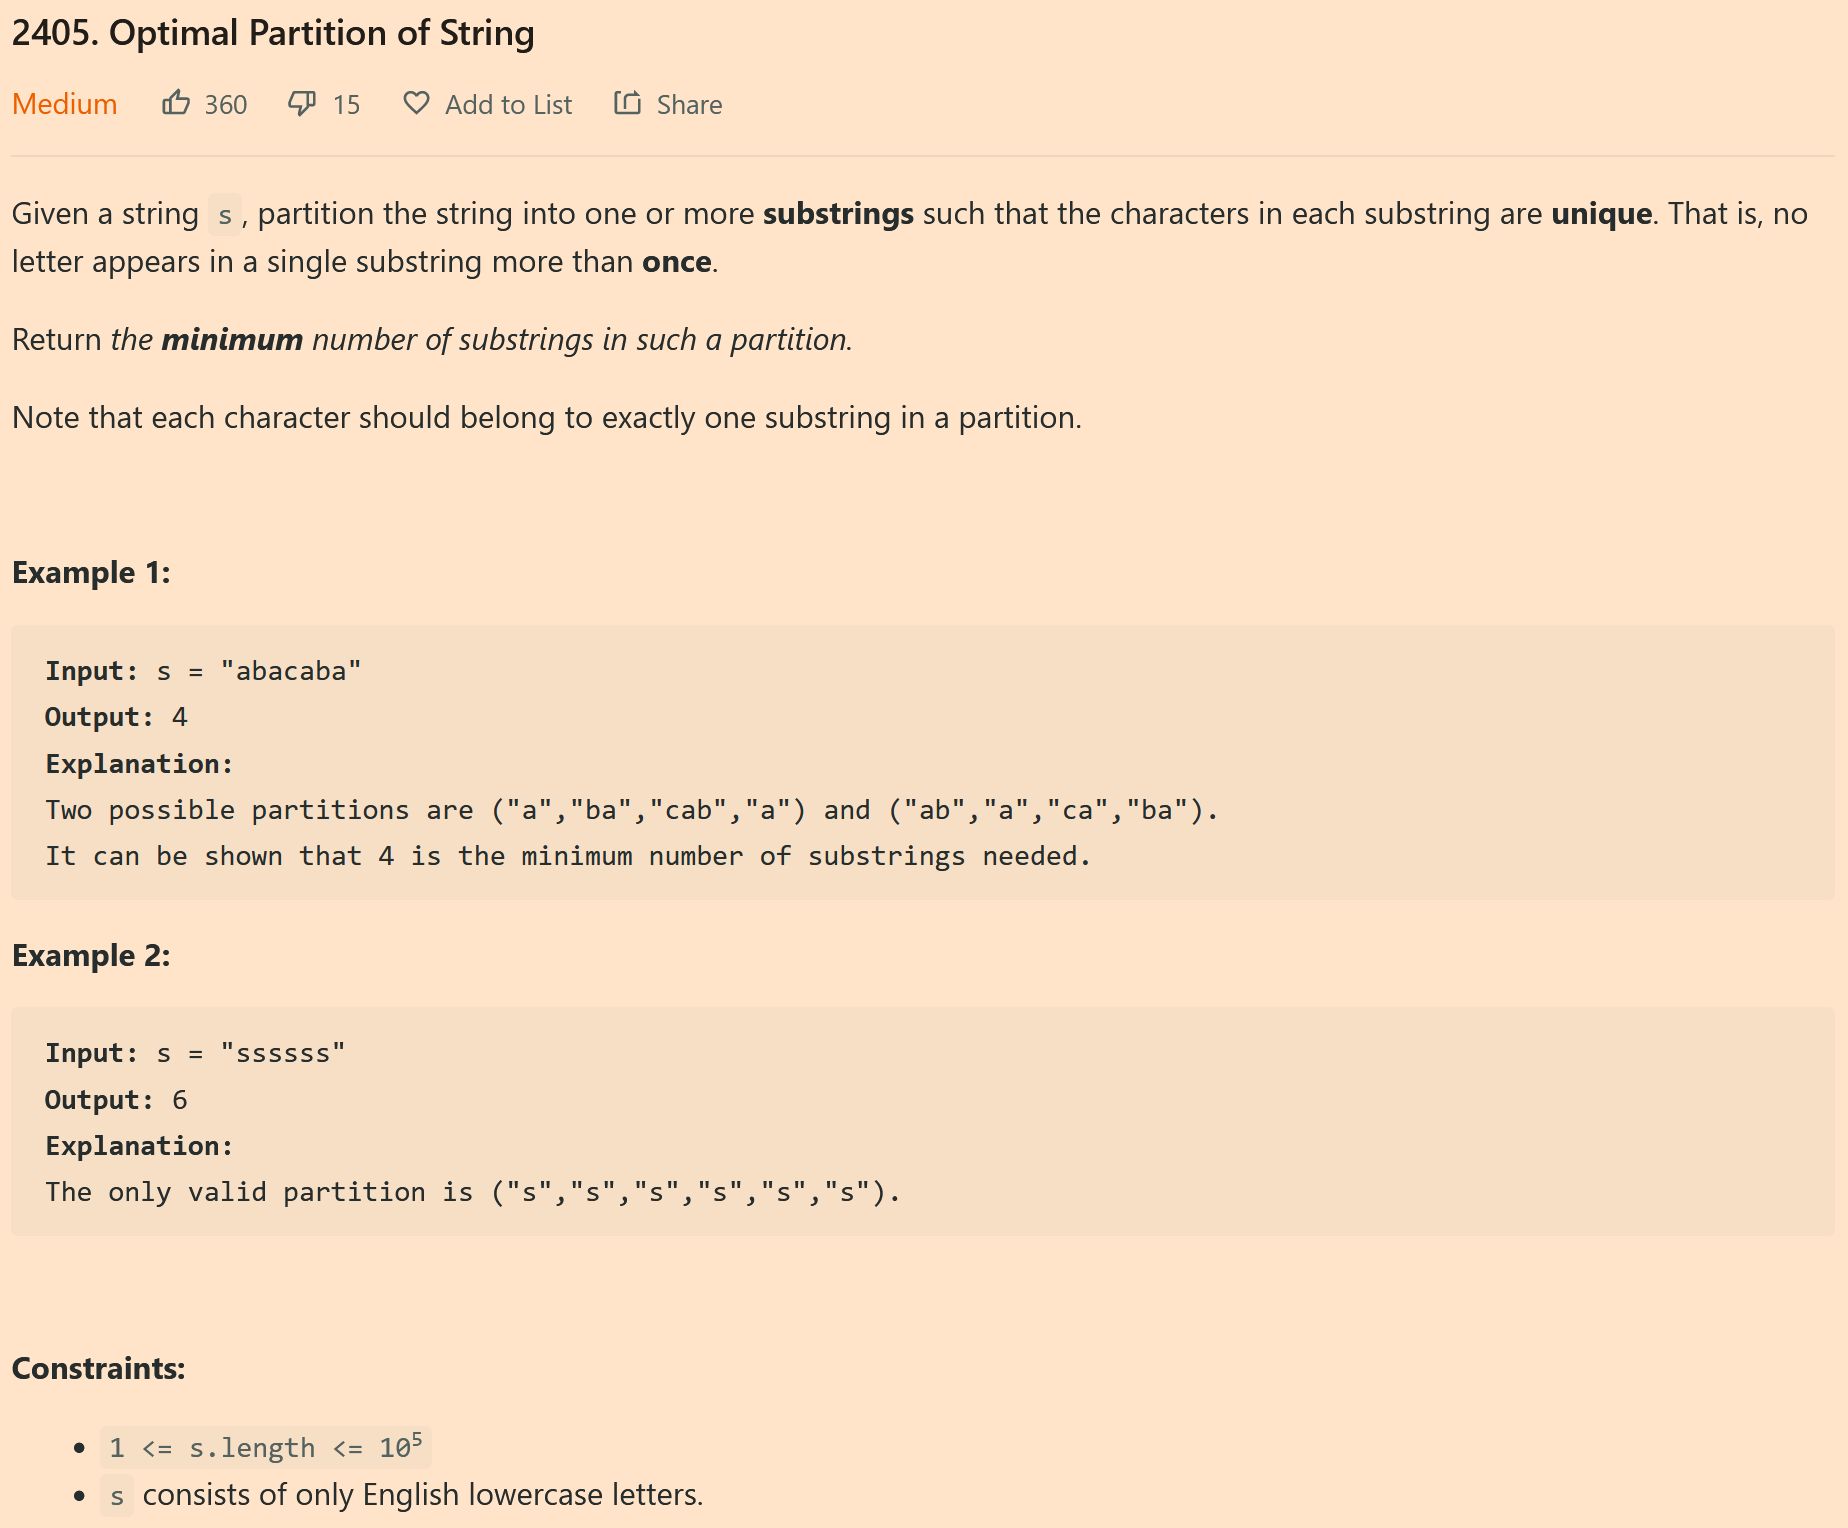 2405. Optimal Partition of String
Medium 360 15 Add to List Share
Given a string s, partition the string into one or more substrings such that the characters in each substring are unique. That is, no
letter appears in a single substring more than once.
Return the minimum number of substrings in such a partition.
Note that each character should belong to exactly one substring in a partition.
Example 1:
Input: s = "abacaba"
Output: 4
Explanation:
Two possible partitions are ("a","ba","cab","a") and ("ab","a","ca","ba").
It can be shown that 4 is the minimum number of substrings needed.
Example 2:
Input: s = "ssssss"
Output: 6
Explanation:
The only valid partition is ("s","s","s","s","s","s").
Constraints:
• 1 <= s.length <= 10⁵
• s consists of only English lowercase letters.